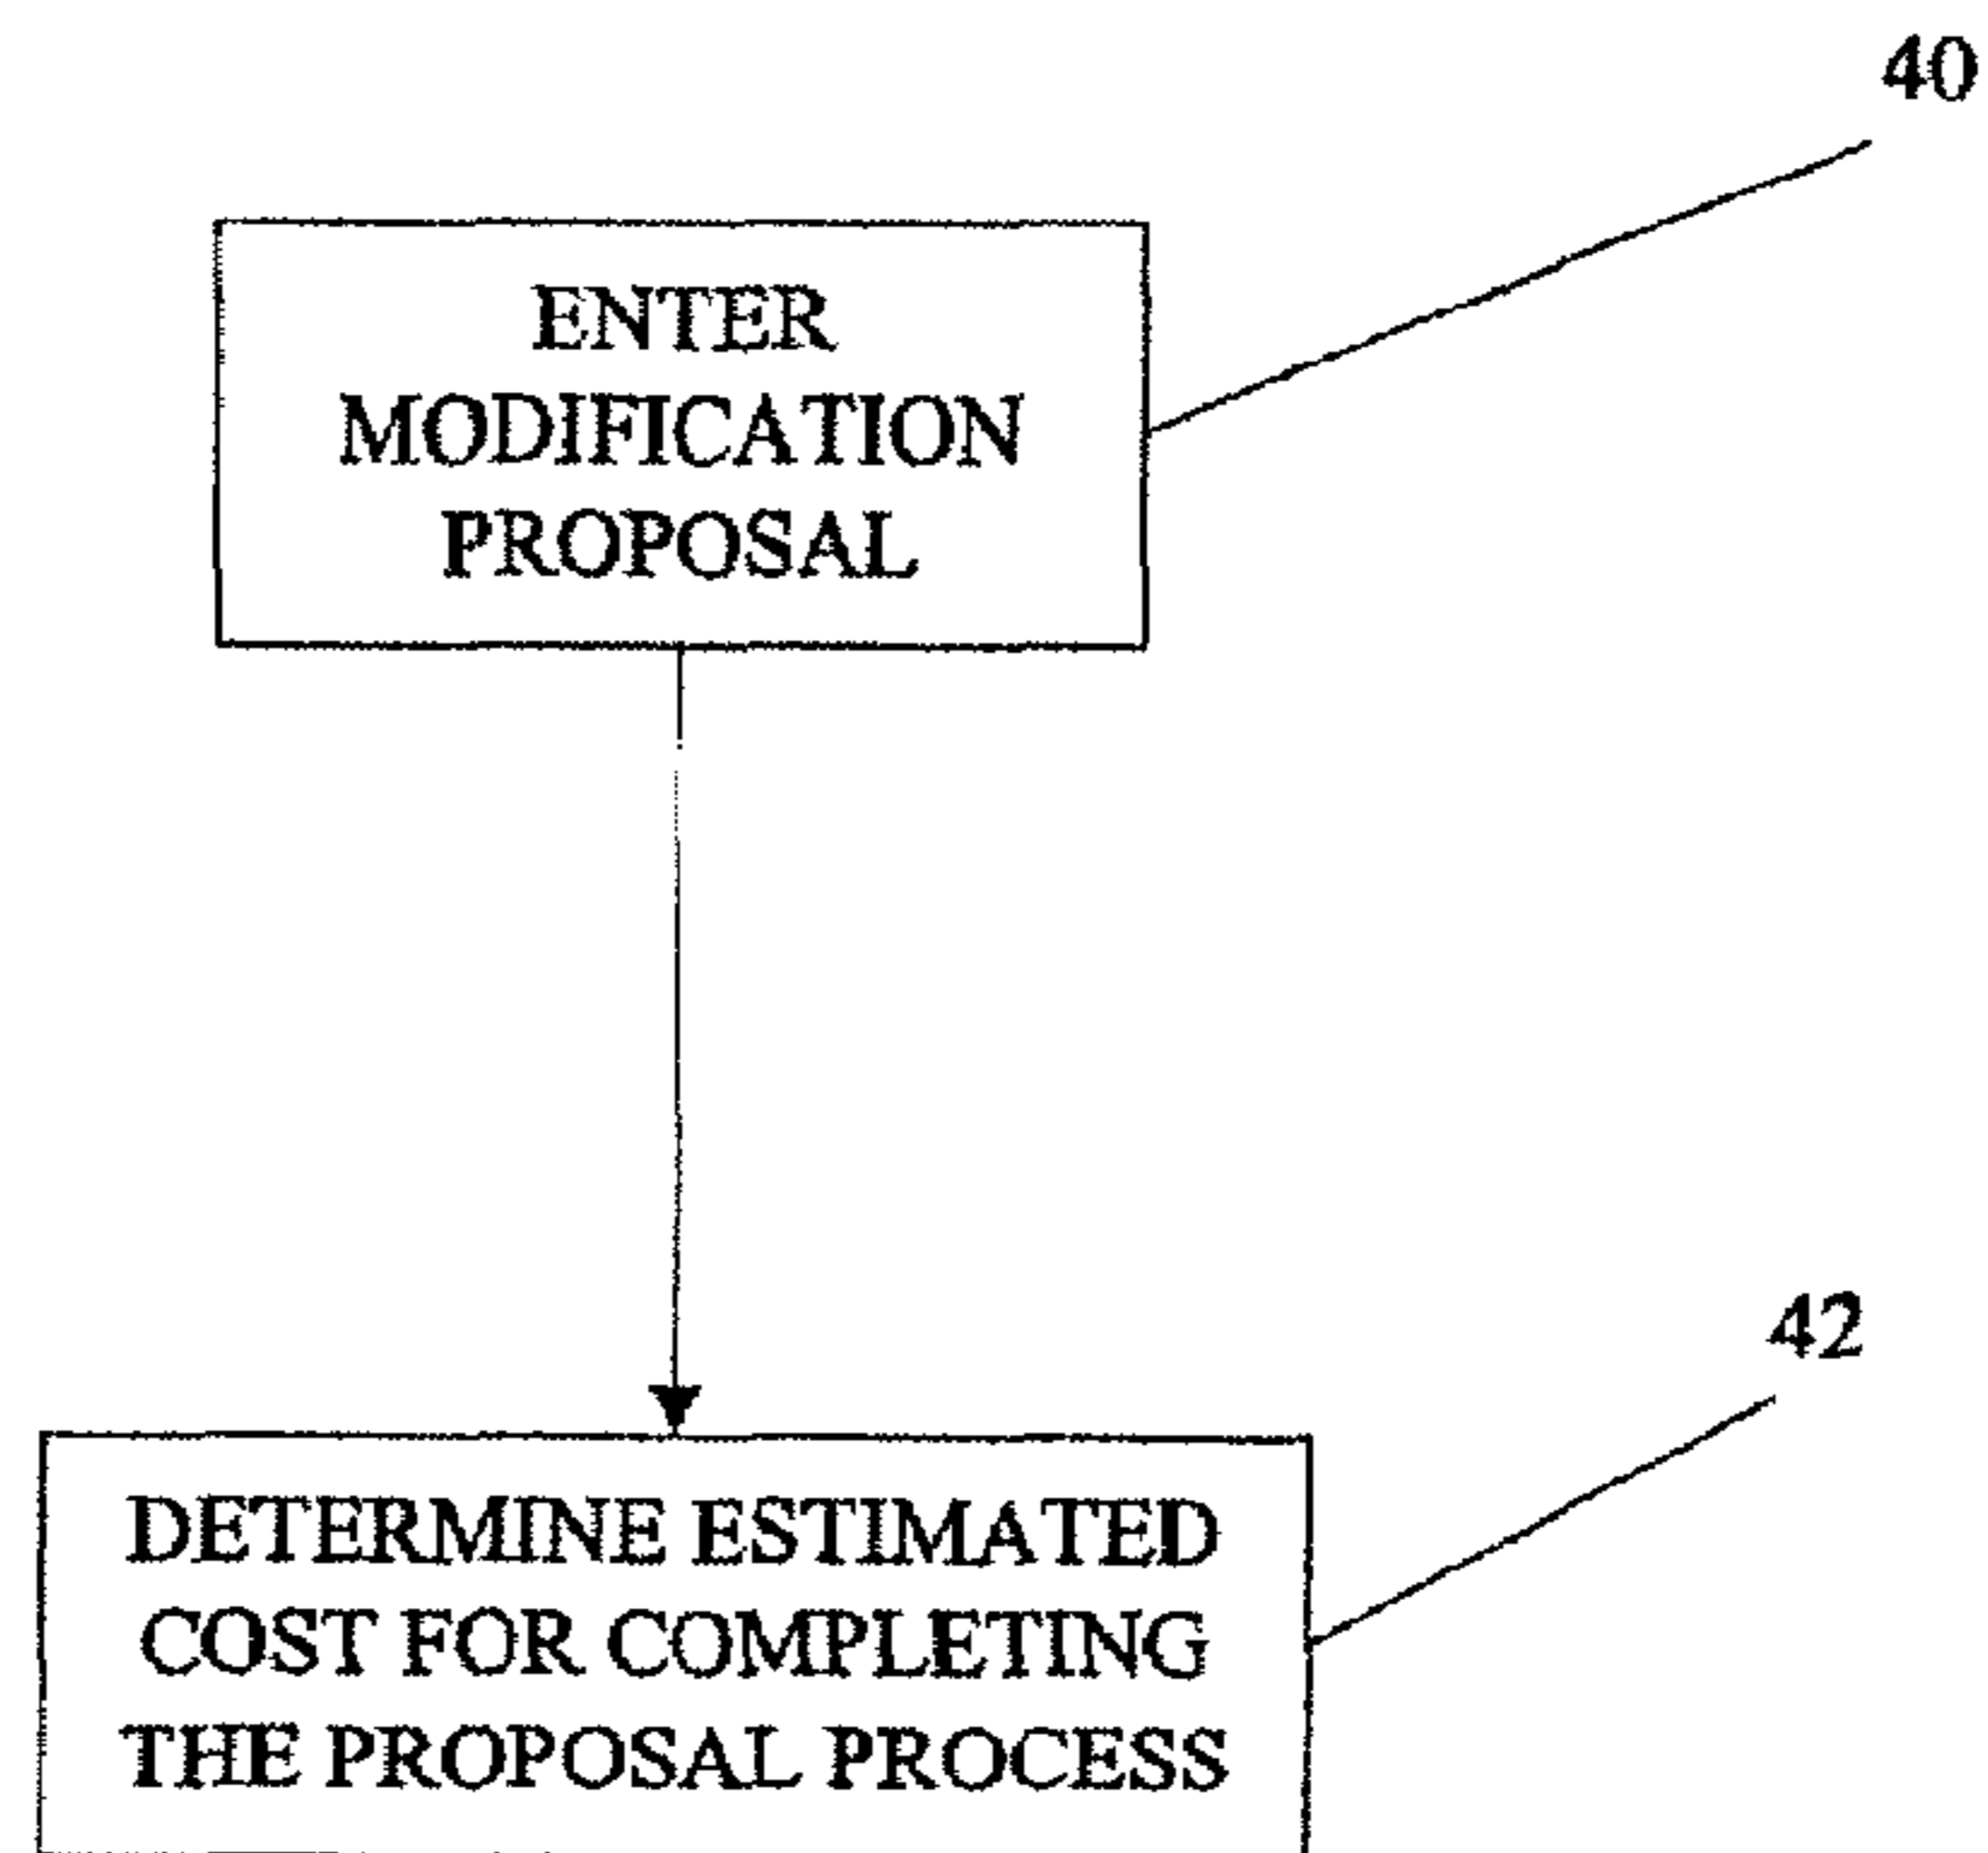 40
ENTER
MODIFICATION
PROPOSAL
42
DETERMINE ESTIMATED
COST FOR COMPLETING
THE PROPOSAL PROCESS